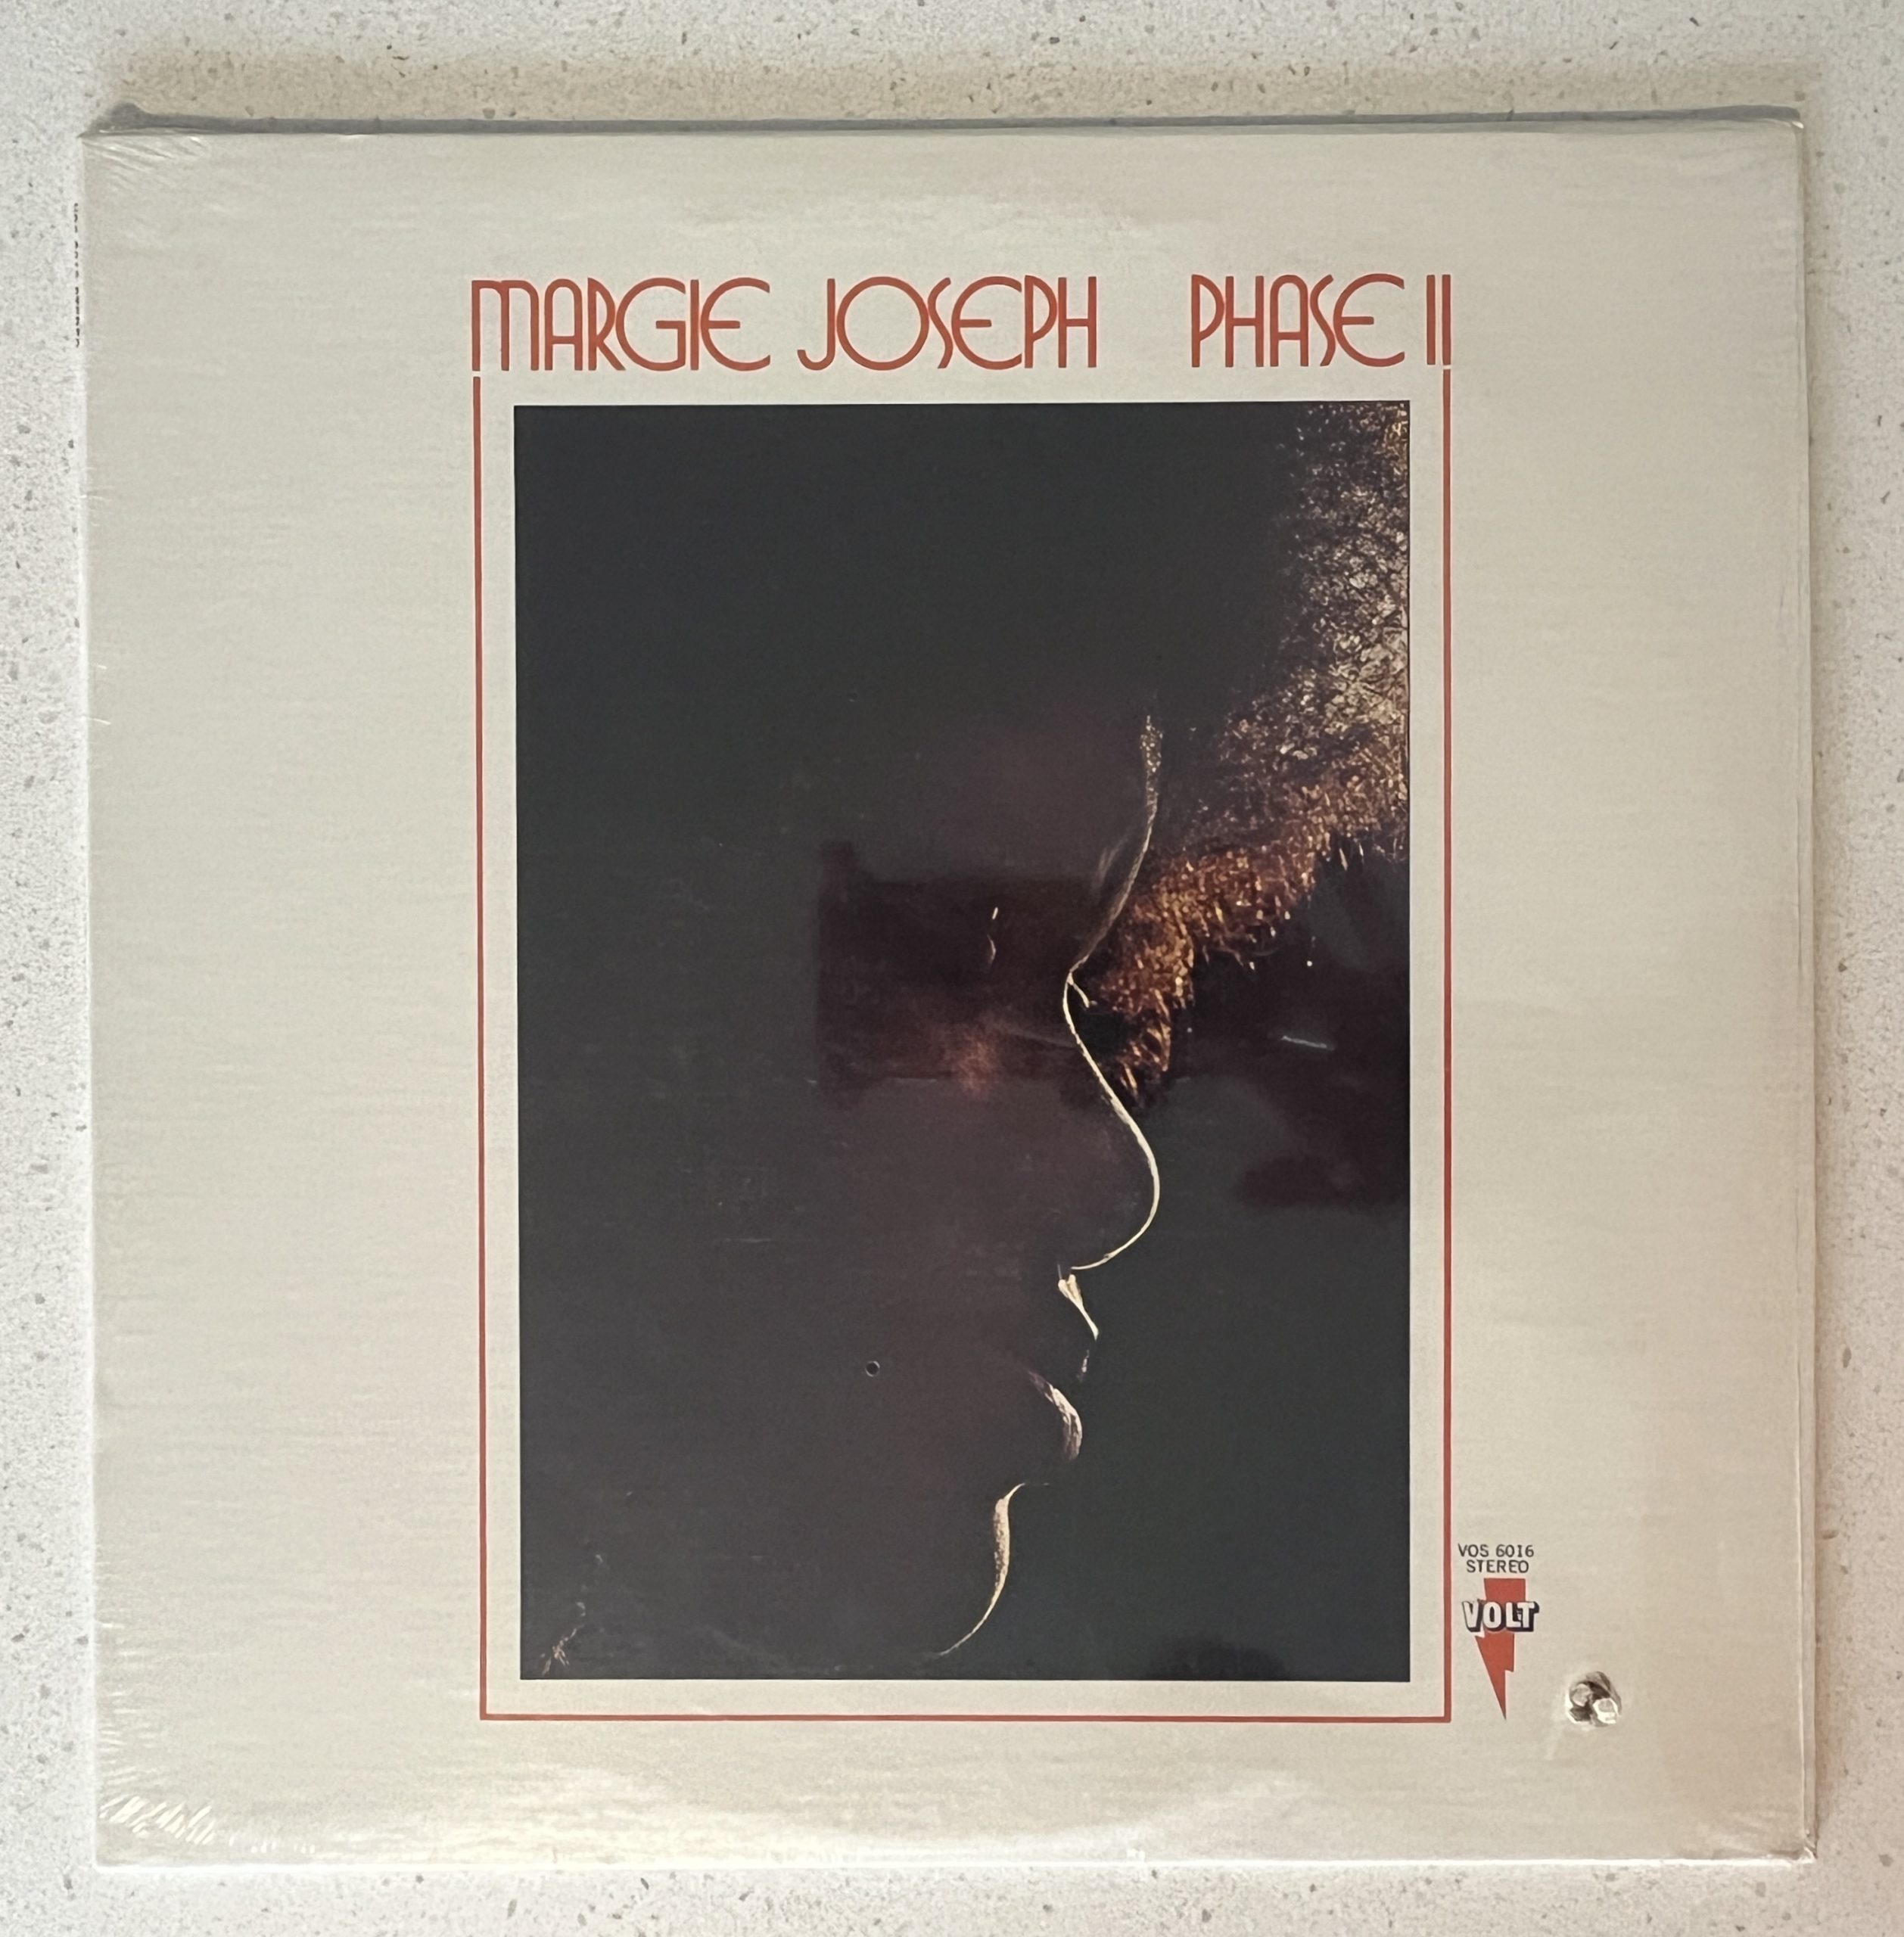 MARGIE JOSEPH PHASE II
VOS 6016
STEREO
VOLT